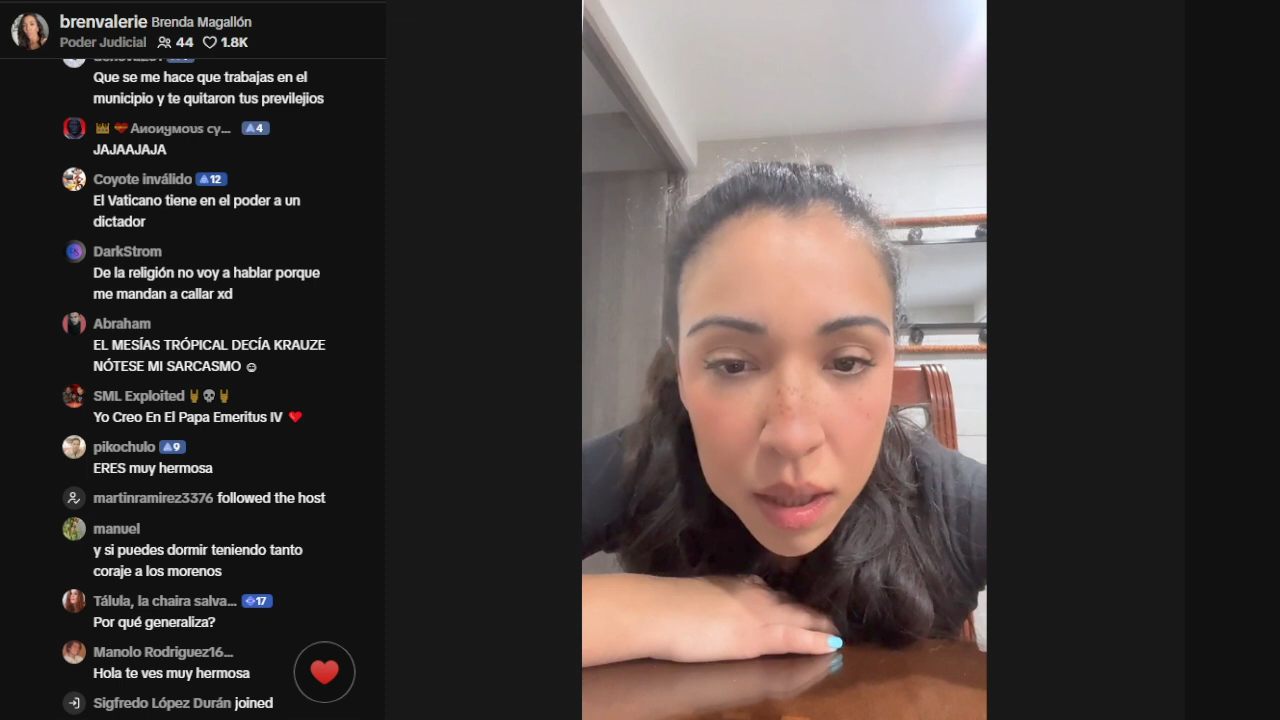 brenvalerie Brenda Magallón
Poder Judicial 44 1.8K
Que se me hace que trabajas en el
municipio y te quitaron tus previlejios
Anonymous cy... 4
JAJAAJAJA
Coyote inválido 12
El Vaticano tiene en el poder a un
dictador
DarkStrom
De la religión no voy a hablar porque
me mandan a callar xd
Abraham
EL MESÍAS TRÓPICAL DECÍA KRAUZE
NÓTESE MI SARCASMO ☺
SML Exploited 🤘💀🤘
Yo Creo En El Papa Emeritus IV ❤️
pikochulo 9
ERES muy hermosa
martinramirez3376 followed the host
manuel
y si puedes dormir teniendo tanto
coraje a los morenos
Tálula, la chaira salva... 17
Por qué generaliza?
Manolo Rodriguez16...
Hola te ves muy hermosa
Sigfredo López Durán joined